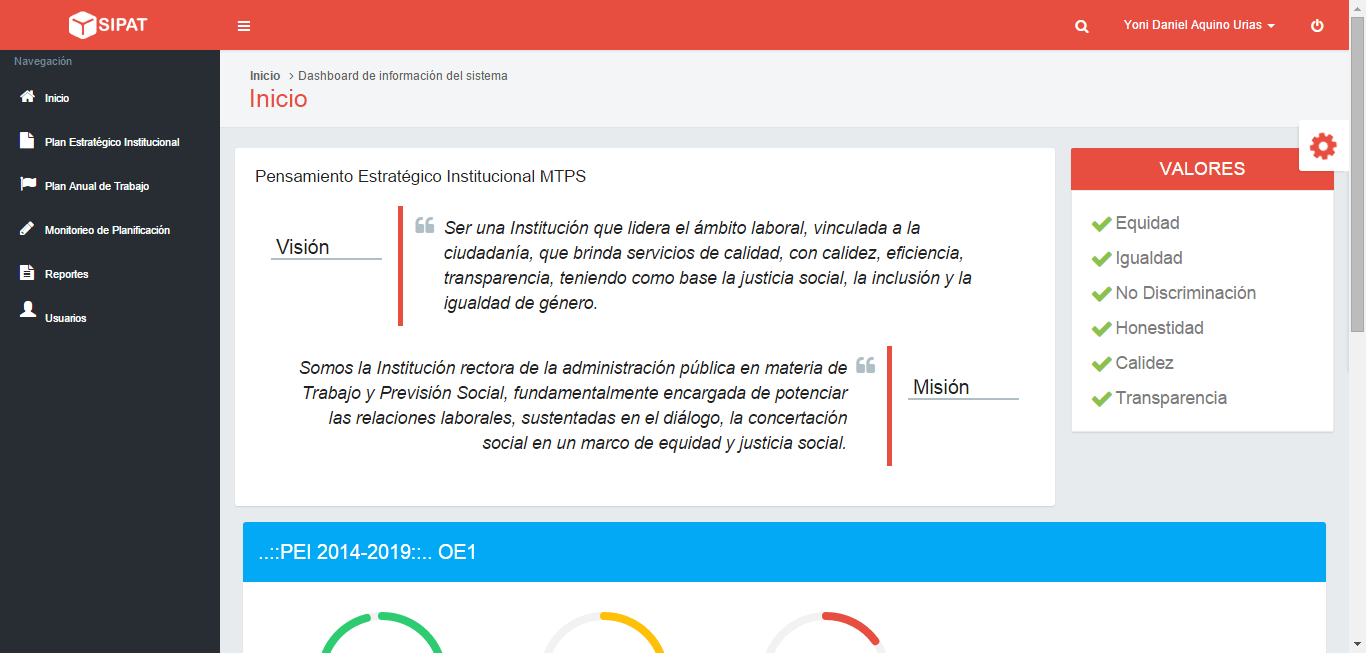 SIPAT
Yoni Daniel Aquino Urias
Navegación
Inicio
Plan Estratégico Institucional
Plan Anual de Trabajo
Monitorieo de Planificación
Reportes
Usuarios
Inicio > Dashboard de información del sistema
Inicio
Pensamiento Estratégico Institucional MTPS
Visión
Ser una Institución que lidera el ámbito laboral, vinculada a la
ciudadanía, que brinda servicios de calidad, con calidez, eficiencia,
transparencia, teniendo como base la justicia social, la inclusión y la
igualdad de género.
Somos la Institución rectora de la administración pública en materia de
Trabajo y Previsión Social, fundamentalmente encargada de potenciar
las relaciones laborales, sustentadas en el diálogo, la concertación
social en un marco de equidad y justicia social.
Misión
VALORES
Equidad
Igualdad
No Discriminación
Honestidad
Calidez
Transparencia
..::PEI 2014-2019::.. OE1